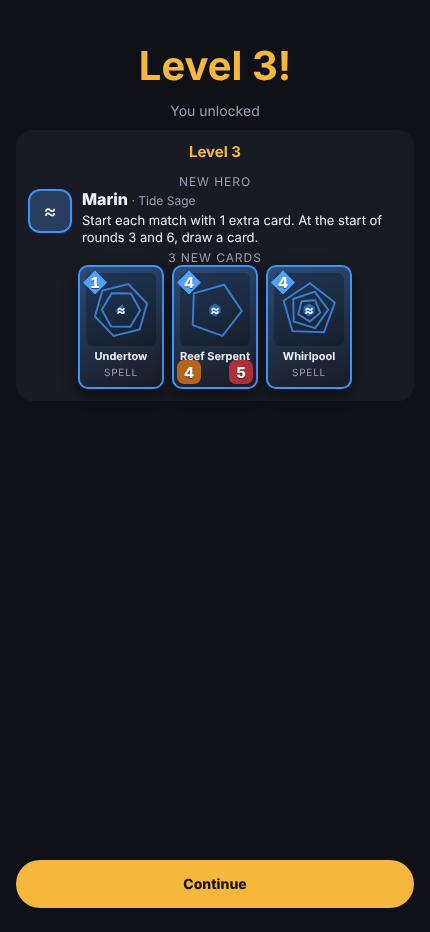 Level 3!
You unlocked
Level 3
NEW HERO
≈
Marin · Tide Sage
Start each match with 1 extra card. At the start of
rounds 3 and 6, draw a card.
3 NEW CARDS
1
≈
Undertow
SPELL
4
≈
Reef Serpent
4
5
4
≈
Whirlpool
SPELL
Continue